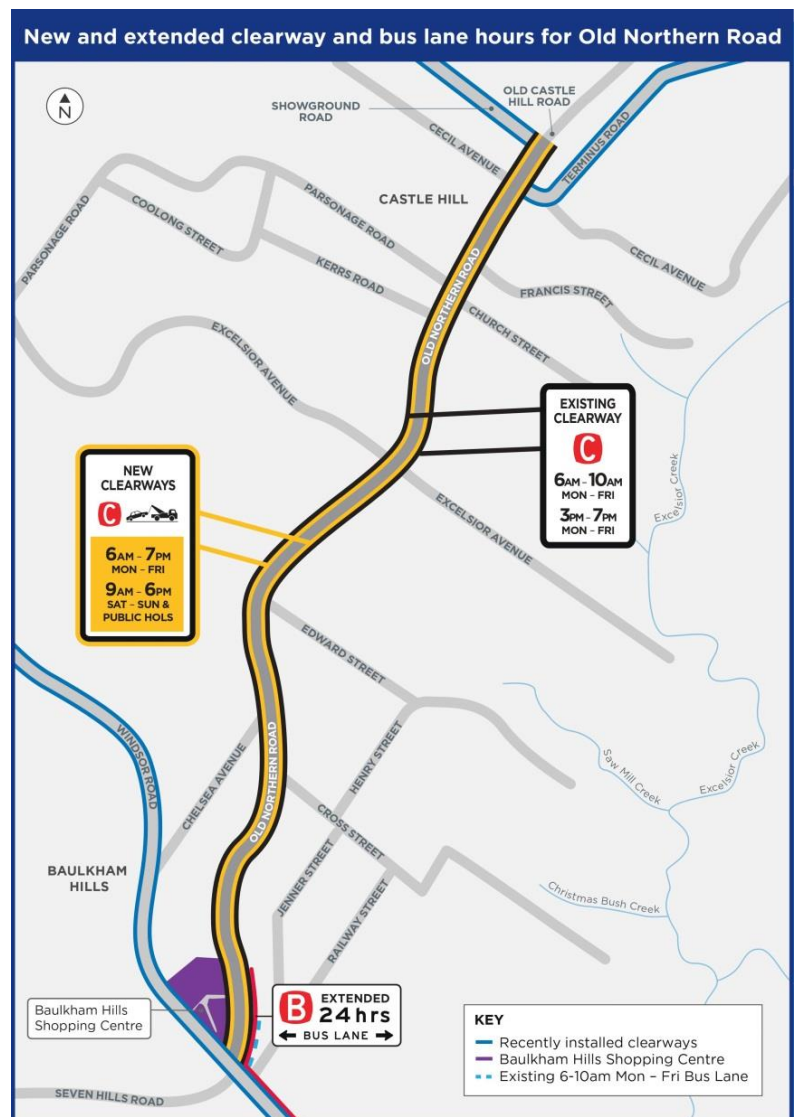 New and extended clearway and bus lane hours for Old Northern Road
N
SHOWGROUND
ROAD
OLD CASTLE
HILL ROAD
CECIL AVENUE
TERMINUS ROAD
CASTLE HILL
PARSONAGE ROAD
COOLONG STREET
PARSONAGE ROAD
KERRS ROAD
CECIL AVENUE
FRANCIS STREET
OLD NORTHERN ROAD
CHURCH STREET
EXCELSIOR AVENUE
EXISTING
CLEARWAY
C
6AM - 10AM
MON - FRI
3PM - 7PM
MON - FRI
Excelsior Creek
NEW
CLEARWAYS
C
6AM - 7PM
MON - FRI
9AM - 6PM
SAT - SUN &
PUBLIC HOLS
EXCELSIOR AVENUE
EDWARD STREET
WINDSOR ROAD
CHELSEA AVENUE
OLD NORTHERN ROAD
HENRY STREET
Saw Mill Creek
Excelsior Creek
CROSS STREET
BAULKHAM
HILLS
JENNER STREET
RAILWAY STREET
Christmas Bush Creek
Baulkham Hills
Shopping Centre
B EXTENDED
24hrs
BUS LANE
SEVEN HILLS ROAD
KEY
Recently installed clearways
Baulkham Hills Shopping Centre
Existing 6-10am Mon – Fri Bus Lane